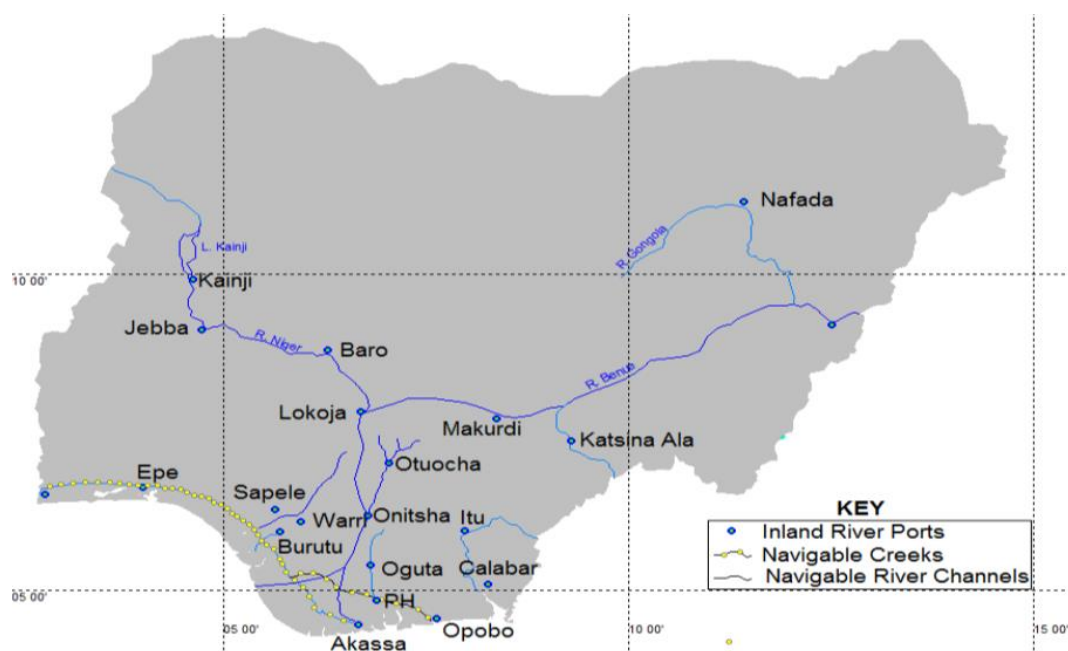 Nafada
R. Gongola
L. Kainji
10 00'
Kainji
Jebba
R. Niger
Baro
R. Benue
Lokoja
Makurdi
Katsina Ala
Otuocha
Epe
Sapele
Onitsha
Itu
Warri
Burutu
KEY
Inland River Ports
Navigable Creeks
Navigable River Channels
Oguta
Calabar
05 00'
PH
Opobo
Akassa
05 00'
10 00'
15 00'